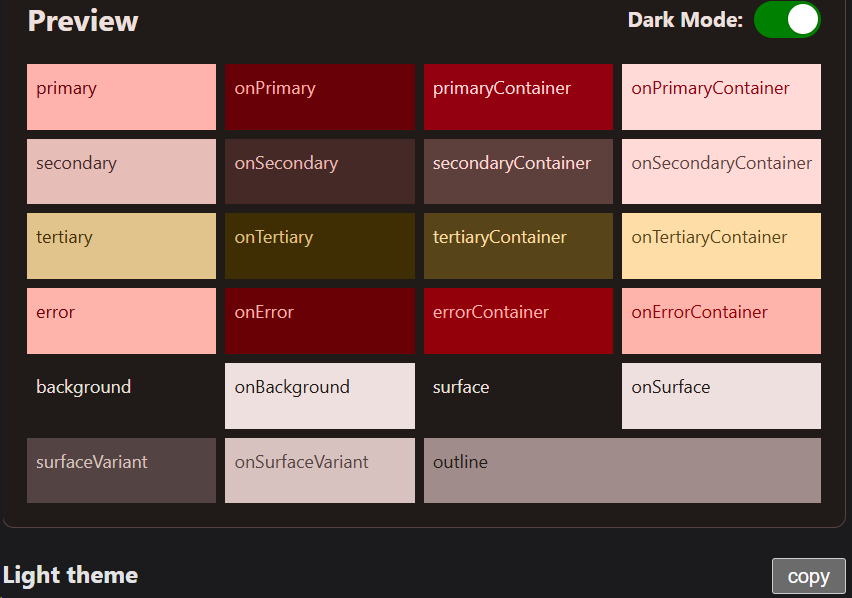 Preview
Dark Mode:
primary onPrimary primaryContainer onPrimaryContainer
secondary onSecondary secondaryContainer onSecondaryContainer
tertiary onTertiary tertiaryContainer onTertiaryContainer
error onError errorContainer onErrorContainer
background onBackground surface onSurface
surfaceVariant onSurfaceVariant outline
Light theme
copy